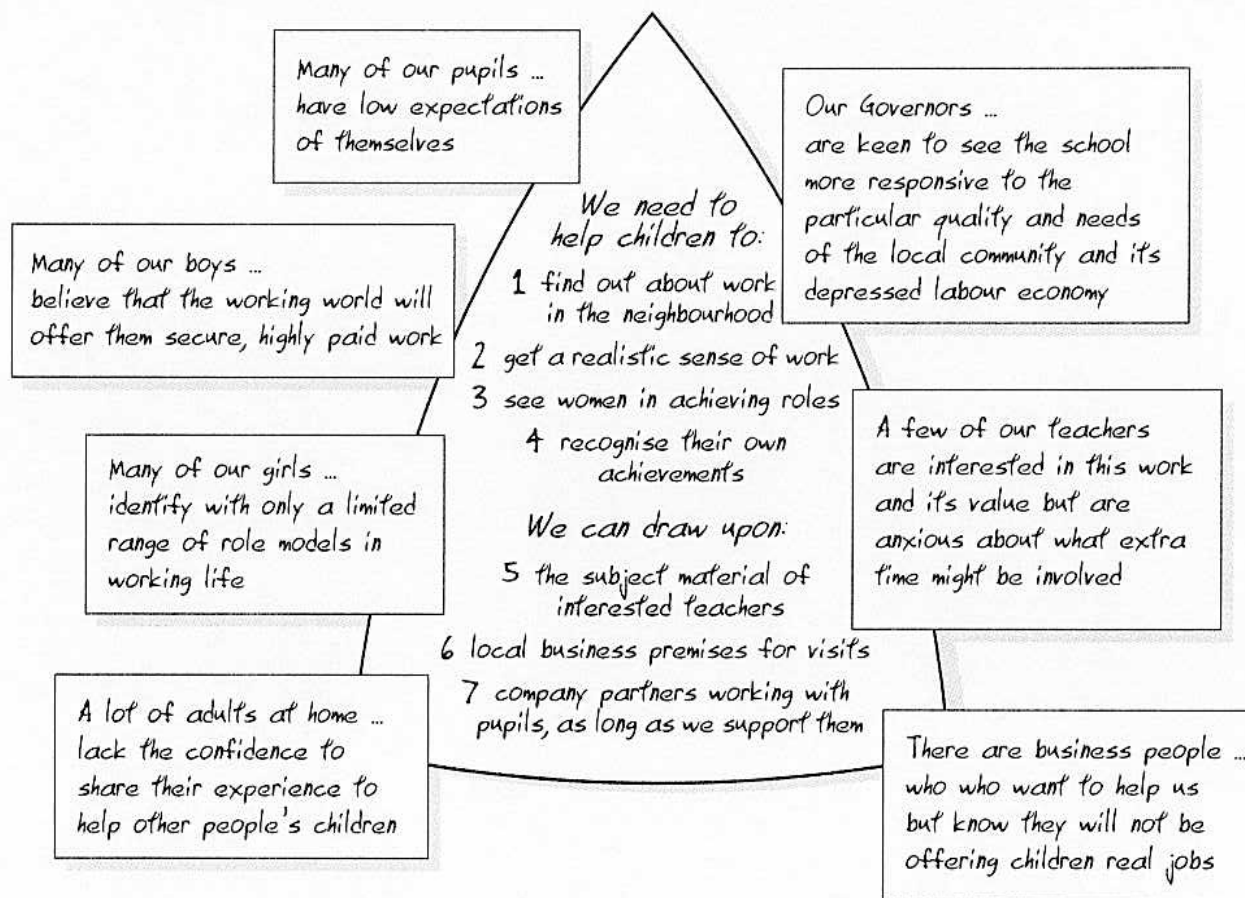 Many of our pupils ...
have low expectations
of themselves
Our Governors ...
are keen to see the school
more responsive to the
particular quality and needs
of the local community and its
depressed labour economy
Many of our boys ...
believe that the working world will
offer them secure, highly paid work
We need to
help children to:
1 find out about work
in the neighbourhood
2 get a realistic sense of work
3 see women in achieving roles
4 recognise their own
achievements
We can draw upon:
5 the subject material of
interested teachers
6 local business premises for visits
7 company partners working with
pupils, as long as we support them
Many of our girls ...
identify with only a limited
range of role models in
working life
A few of our teachers
are interested in this work
and its value but are
anxious about what extra
time might be involved
A lot of adults at home ...
lack the confidence to
share their experience to
help other people's children
There are business people ...
who who want to help us
but know they will not be
offering children real jobs